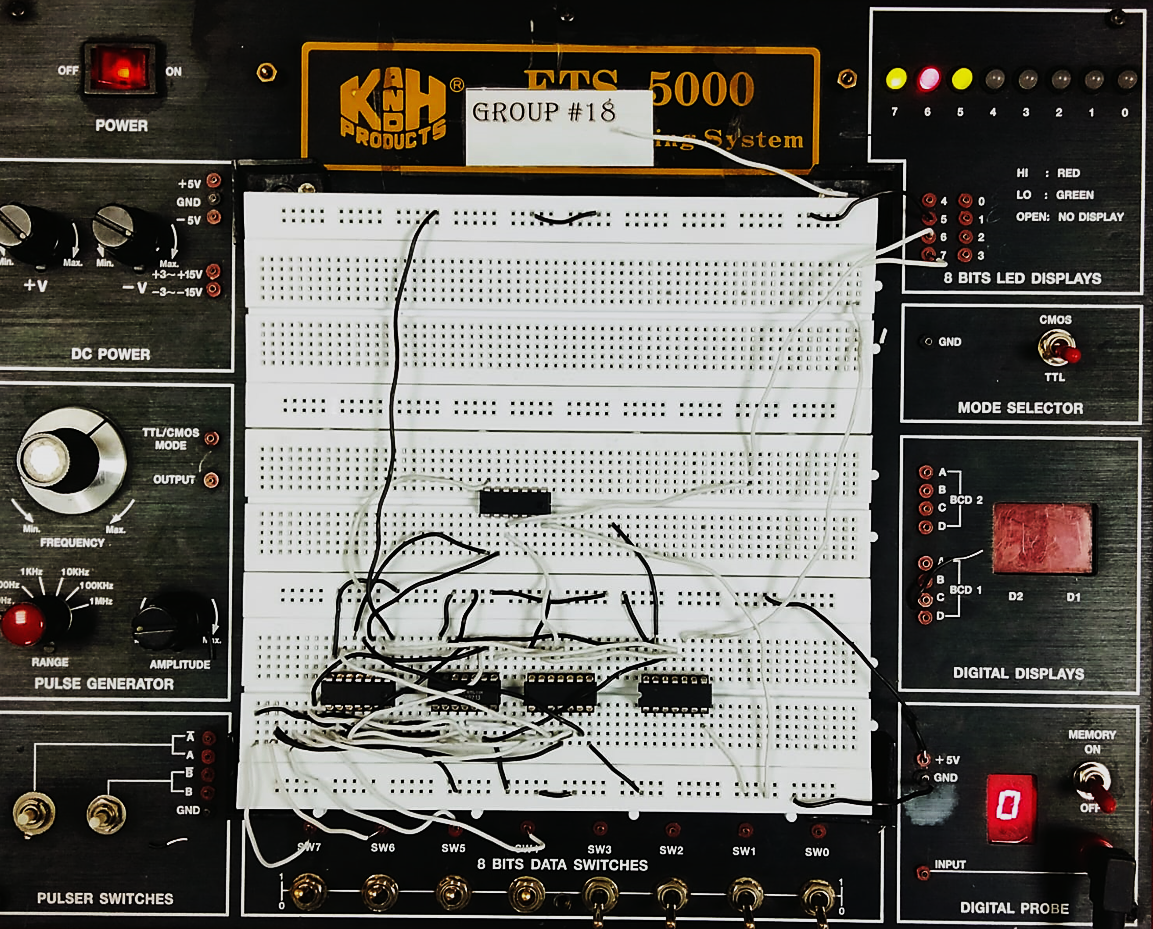 OFF ON
POWER
KANDH ®
PRODUCTS
ETS 5000
ing System
GROUP #18
7 6 5 4 3 2 1 0
HI : RED
LO : GREEN
OPEN: NO DISPLAY
4 0
5 1
6 2
7 3
8 BITS LED DISPLAYS
+5V
GND
−5V
Min. Max. Min. Max.
+3~+15V
−3~−15V
+V −V
DC POWER
CMOS
GND
TTL
MODE SELECTOR
TTL/CMOS
MODE
OUTPUT
Min. Max.
FREQUENCY
1KHz 10KHz
100KHz
1MHz
RANGE
AMPLITUDE
PULSE GENERATOR
A
B
C
D
BCD 2
B
C
D
BCD 1
D2 D1
DIGITAL DISPLAYS
A
A
B
B
GND
PULSER SWITCHES
SW7 SW6 SW5 SW4 SW3 SW2 SW1 SW0
8 BITS DATA SWITCHES
1 1
0 0
+5V
GND
MEMORY
ON
OFF
0
INPUT
DIGITAL PROBE